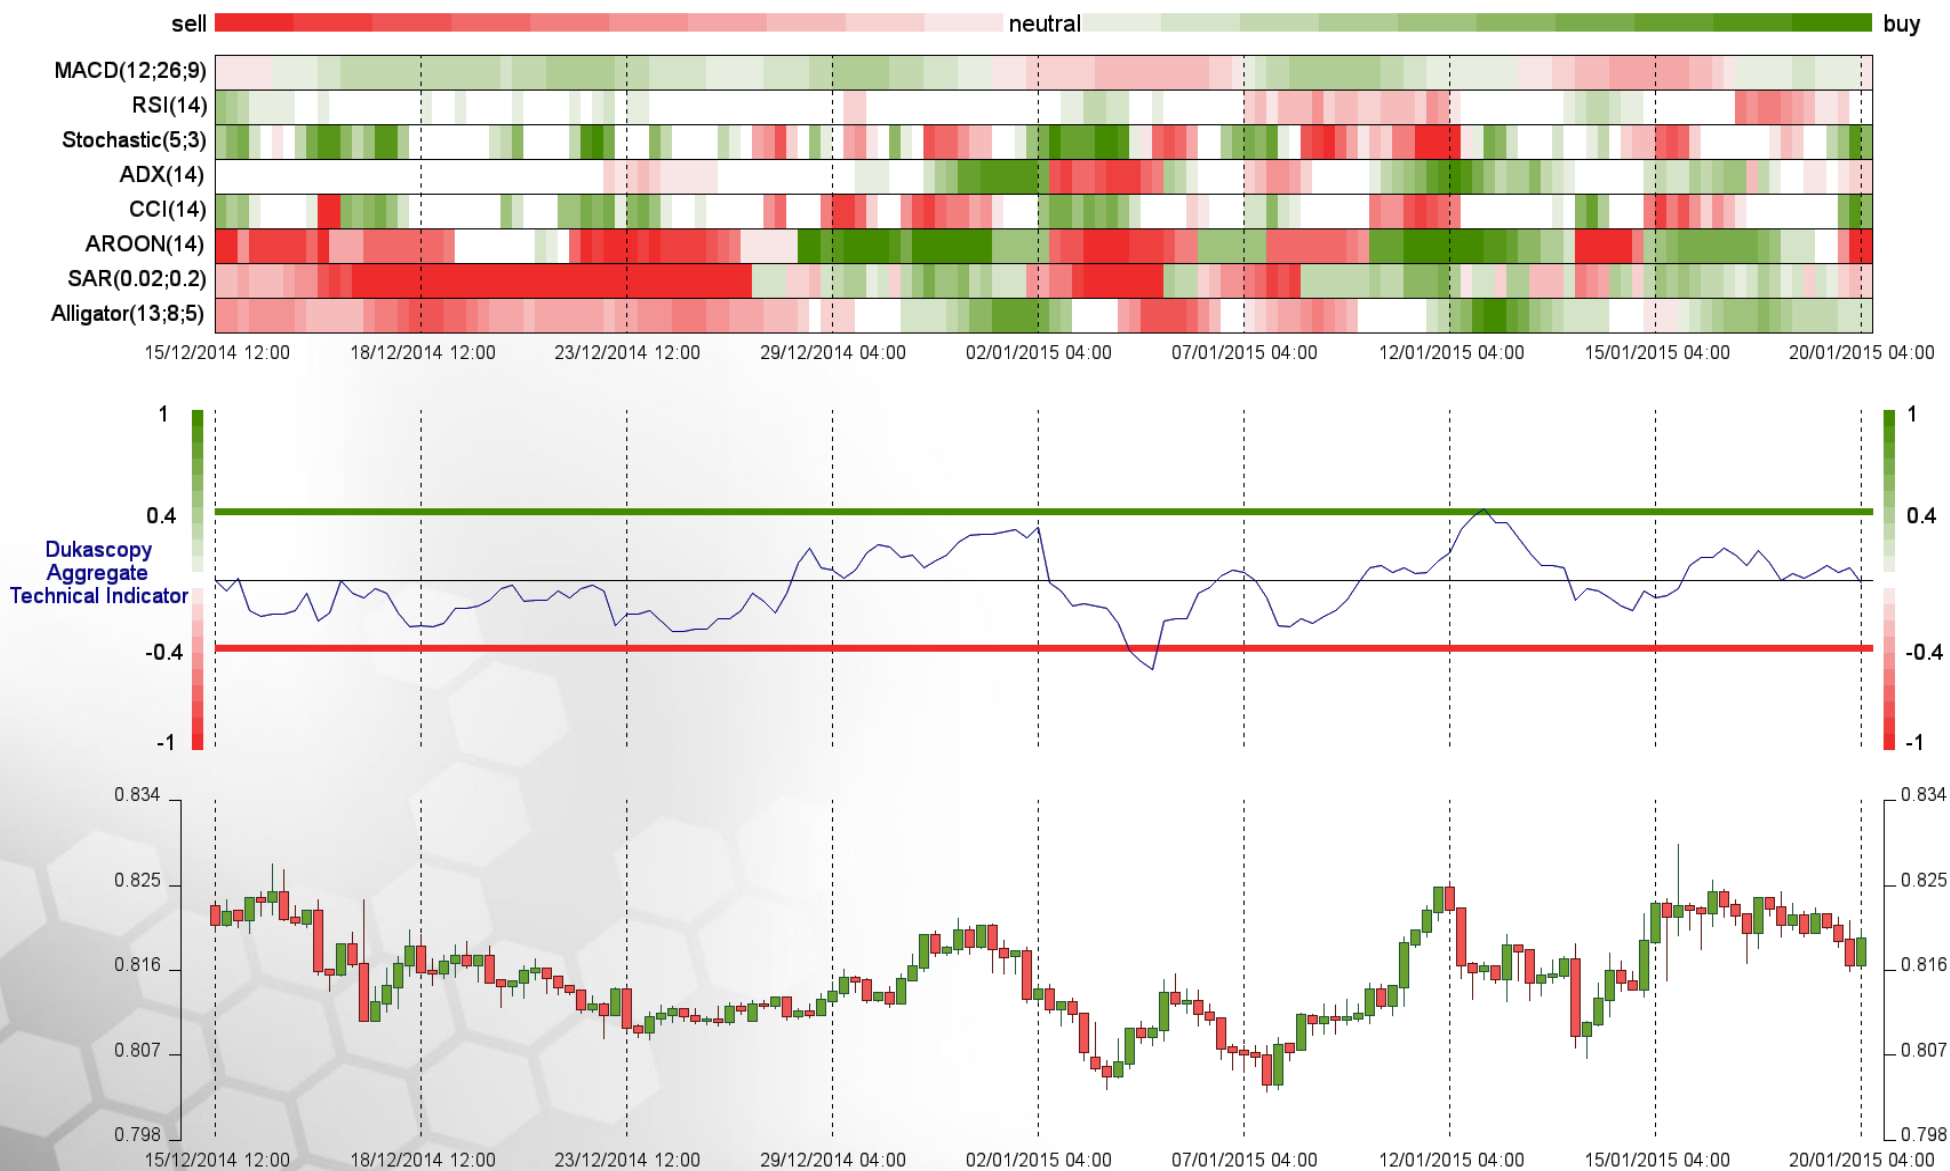 sell neutral buy
MACD(12;26;9)
RSI(14)
Stochastic(5;3)
ADX(14)
CCI(14)
AROON(14)
SAR(0.02;0.2)
Alligator(13;8;5)
15/12/2014 12:00 18/12/2014 12:00 23/12/2014 12:00 29/12/2014 04:00 02/01/2015 04:00 07/01/2015 04:00 12/01/2015 04:00 15/01/2015 04:00 20/01/2015 04:00
1 1
0.4 0.4
Dukascopy
Aggregate
Technical Indicator
-0.4 -0.4
-1 -1
0.834 0.834
0.825 0.825
0.816 0.816
0.807 0.807
0.798 0.798
15/12/2014 12:00 18/12/2014 12:00 23/12/2014 12:00 29/12/2014 04:00 02/01/2015 04:00 07/01/2015 04:00 12/01/2015 04:00 15/01/2015 04:00 20/01/2015 04:00